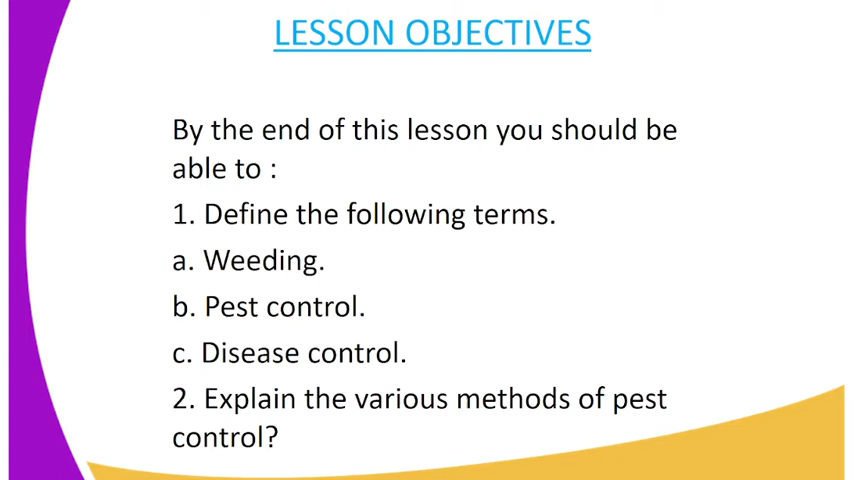 LESSON OBJECTIVES
By the end of this lesson you should be
able to :
1. Define the following terms.
a. Weeding.
b. Pest control.
c. Disease control.
2. Explain the various methods of pest
control?